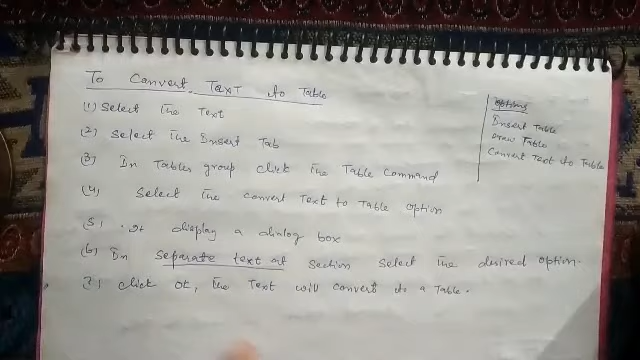 To Canvert Text to Table
(1) Select The Text
(2) Select The Insert Tab
(3) In Tables group click The Table Command
(4) Select The convert Text to Table option
(5) It display a dialog box
(6) In separate text at section select The desired option.
(7) click ok, The Text will convert to a Table.
options
Insert Table
Draw Table
Convert Text to Table